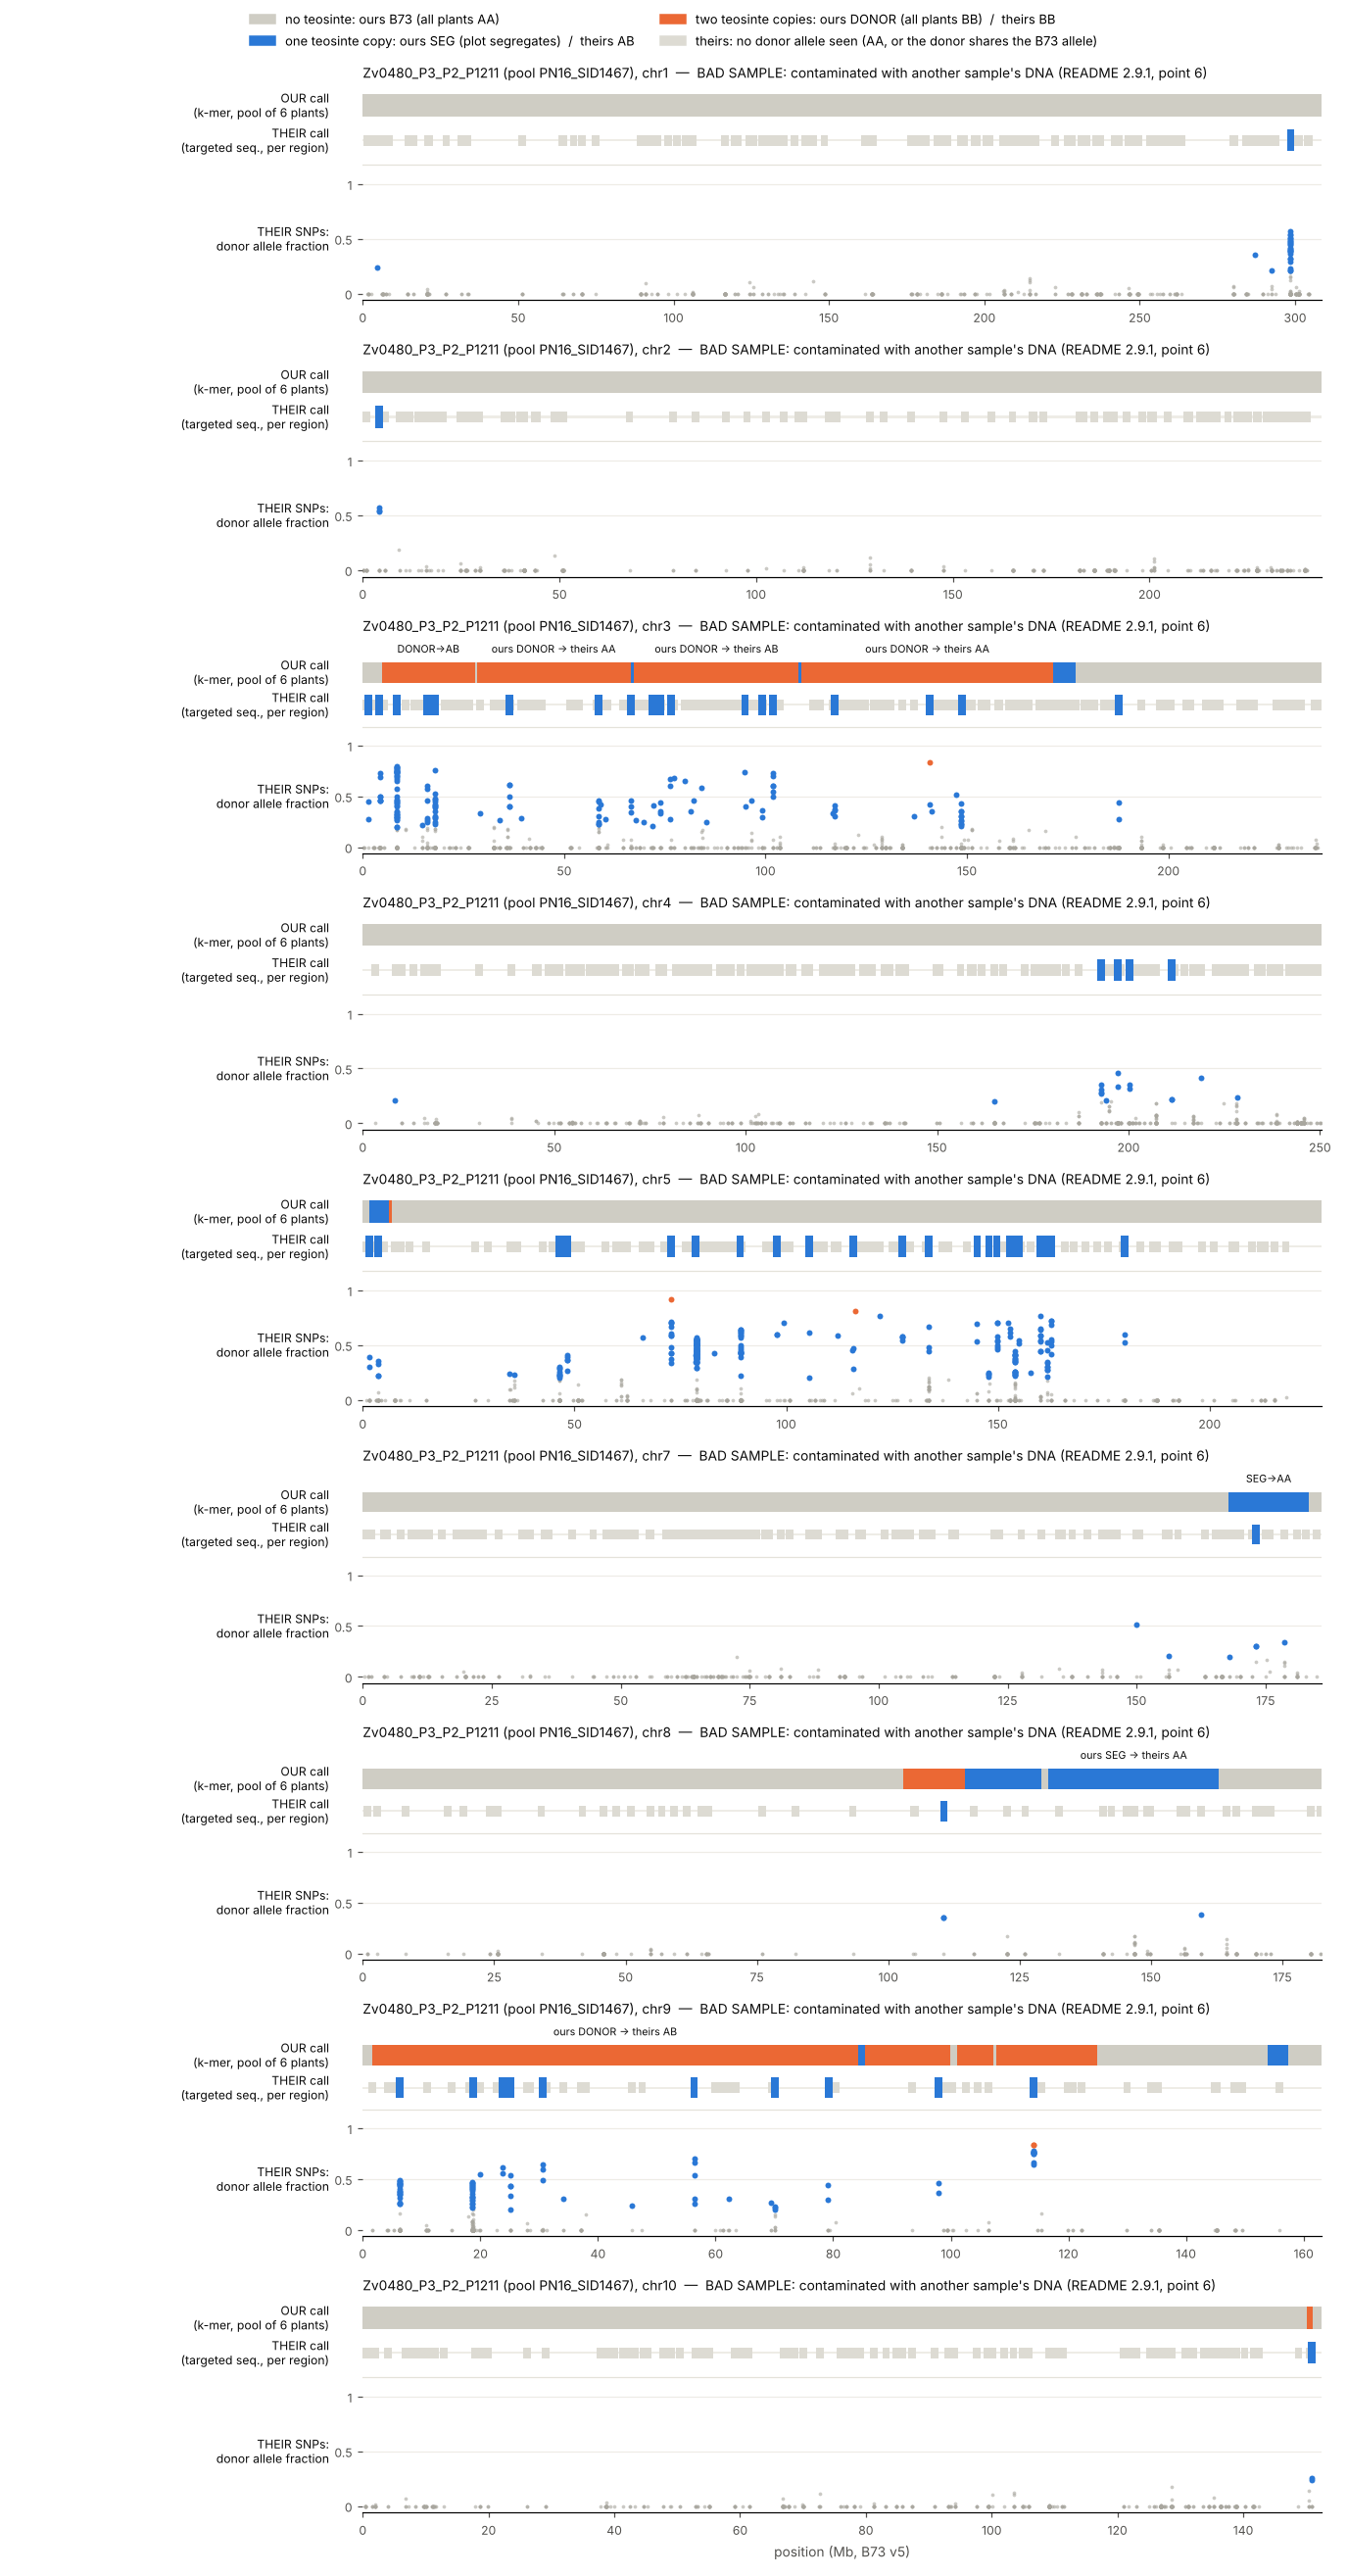 no teosinte: ours B73 (all plants AA)
two teosinte copies: ours DONOR (all plants BB)  /  theirs BB
one teosinte copy: ours SEG (plot segregates)  /  theirs AB
theirs: no donor allele seen (AA, or the donor shares the B73 allele)
Zv0480_P3_P2_P1211 (pool PN16_SID1467), chr1  —  BAD SAMPLE: contaminated with another sample's DNA (README 2.9.1, point 6)
OUR call
(k-mer, pool of 6 plants)
THEIR call
(targeted seq., per region)
1
THEIR SNPs:
donor allele fraction
0.5
0
0 50 100 150 200 250 300
Zv0480_P3_P2_P1211 (pool PN16_SID1467), chr2  —  BAD SAMPLE: contaminated with another sample's DNA (README 2.9.1, point 6)
OUR call
(k-mer, pool of 6 plants)
THEIR call
(targeted seq., per region)
1
THEIR SNPs:
donor allele fraction
0.5
0
0 50 100 150 200
Zv0480_P3_P2_P1211 (pool PN16_SID1467), chr3  —  BAD SAMPLE: contaminated with another sample's DNA (README 2.9.1, point 6)
DONOR→AB ours DONOR → theirs AA ours DONOR → theirs AB ours DONOR → theirs AA
OUR call
(k-mer, pool of 6 plants)
THEIR call
(targeted seq., per region)
1
THEIR SNPs:
donor allele fraction
0.5
0
0 50 100 150 200
Zv0480_P3_P2_P1211 (pool PN16_SID1467), chr4  —  BAD SAMPLE: contaminated with another sample's DNA (README 2.9.1, point 6)
OUR call
(k-mer, pool of 6 plants)
THEIR call
(targeted seq., per region)
1
THEIR SNPs:
donor allele fraction
0.5
0
0 50 100 150 200 250
Zv0480_P3_P2_P1211 (pool PN16_SID1467), chr5  —  BAD SAMPLE: contaminated with another sample's DNA (README 2.9.1, point 6)
OUR call
(k-mer, pool of 6 plants)
THEIR call
(targeted seq., per region)
1
THEIR SNPs:
donor allele fraction
0.5
0
0 50 100 150 200
Zv0480_P3_P2_P1211 (pool PN16_SID1467), chr7  —  BAD SAMPLE: contaminated with another sample's DNA (README 2.9.1, point 6)
SEG→AA
OUR call
(k-mer, pool of 6 plants)
THEIR call
(targeted seq., per region)
1
THEIR SNPs:
donor allele fraction
0.5
0
0 25 50 75 100 125 150 175
Zv0480_P3_P2_P1211 (pool PN16_SID1467), chr8  —  BAD SAMPLE: contaminated with another sample's DNA (README 2.9.1, point 6)
ours SEG → theirs AA
OUR call
(k-mer, pool of 6 plants)
THEIR call
(targeted seq., per region)
1
THEIR SNPs:
donor allele fraction
0.5
0
0 25 50 75 100 125 150 175
Zv0480_P3_P2_P1211 (pool PN16_SID1467), chr9  —  BAD SAMPLE: contaminated with another sample's DNA (README 2.9.1, point 6)
ours DONOR → theirs AB
OUR call
(k-mer, pool of 6 plants)
THEIR call
(targeted seq., per region)
1
THEIR SNPs:
donor allele fraction
0.5
0
0 20 40 60 80 100 120 140 160
Zv0480_P3_P2_P1211 (pool PN16_SID1467), chr10  —  BAD SAMPLE: contaminated with another sample's DNA (README 2.9.1, point 6)
OUR call
(k-mer, pool of 6 plants)
THEIR call
(targeted seq., per region)
1
THEIR SNPs:
donor allele fraction
0.5
0
0 20 40 60 80 100 120 140
position (Mb, B73 v5)